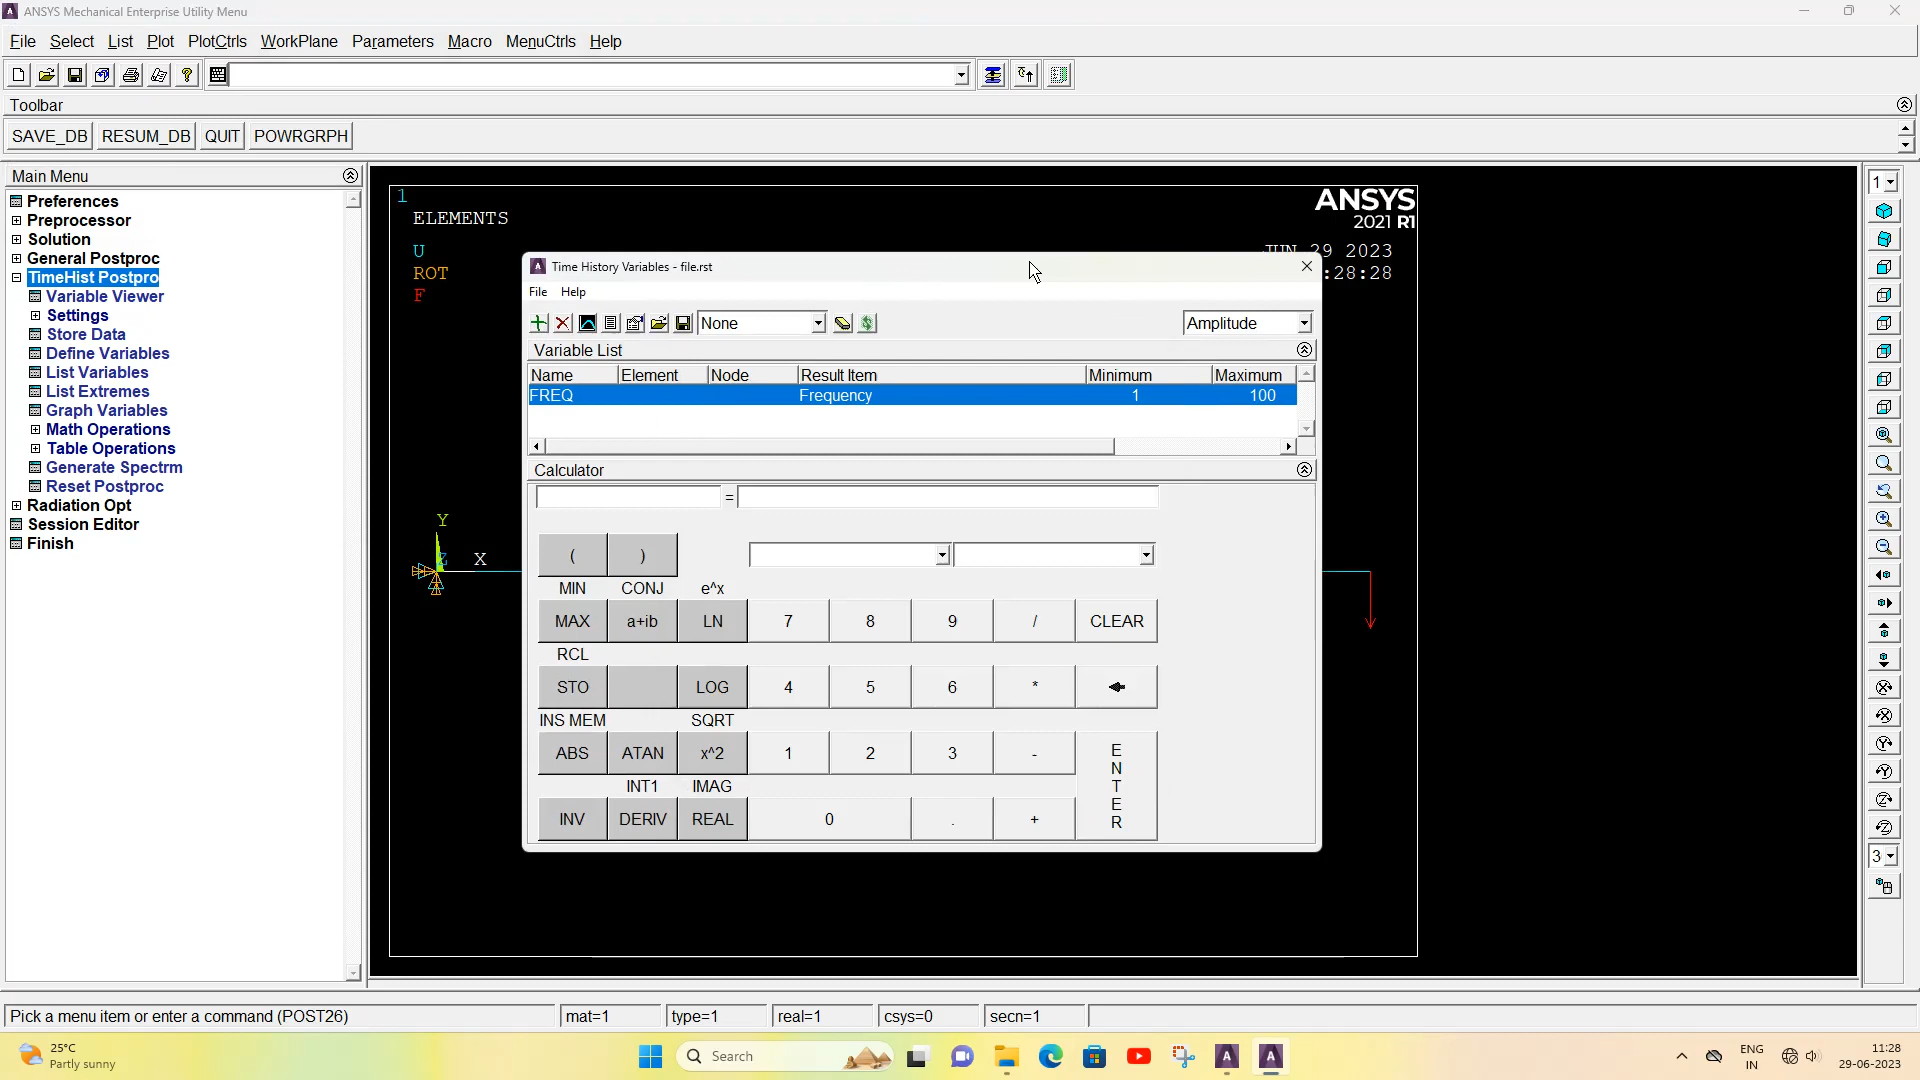 ANSYS Mechanical Enterprise Utility Menu
File Select List Plot PlotCtrls WorkPlane Parameters Macro MenuCtrls Help
Toolbar
SAVE_DB RESUM_DB QUIT POWRGRPH
Main Menu
Preferences
Preprocessor
Solution
General Postproc
TimeHist Postpro
Variable Viewer
Settings
Store Data
Define Variables
List Variables
List Extremes
Graph Variables
Math Operations
Table Operations
Generate Spectrm
Reset Postproc
Radiation Opt
Session Editor
Finish
1
ELEMENTS
U
ROT
F
ANSYS
2021 R1
JUN 29 2023
:28:28
Y
X
Time History Variables - file.rst
File Help
None Amplitude
Variable List
Name Element Node Result Item Minimum Maximum
FREQ Frequency 1 100
Calculator
=
( )
MIN CONJ e^x
MAX a+ib LN 7 8 9 / CLEAR
RCL
STO LOG 4 5 6 *
INS MEM SQRT
ABS ATAN x^2 1 2 3 - ENTER
INT1 IMAG
INV DERIV REAL 0 . +
1
3
Pick a menu item or enter a command (POST26) mat=1 type=1 real=1 csys=0 secn=1
25°C
Partly sunny
Search
ENG
IN
11:28
29-06-2023